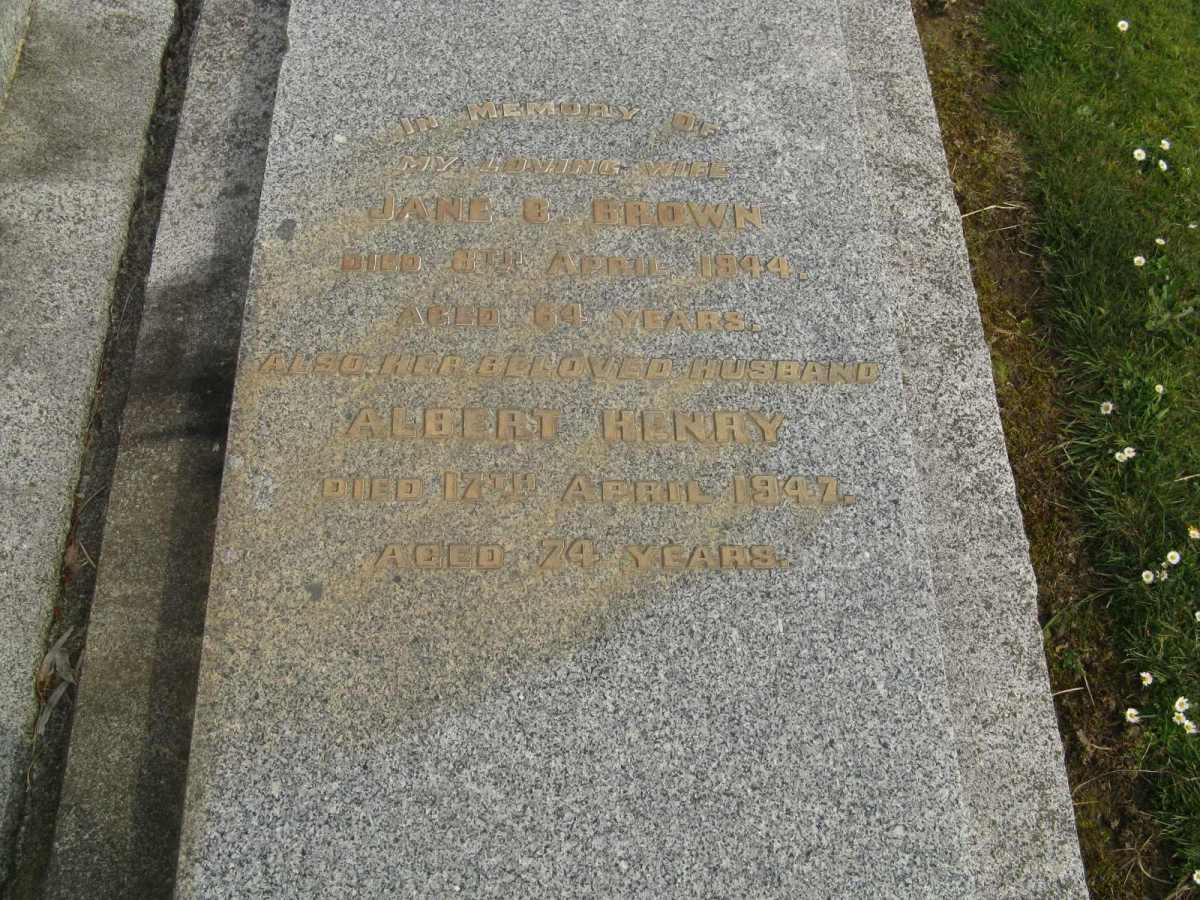 IN MEMORY OF
MY LOVING WIFE
JANE C. BROWN
DIED 8TH APRIL 1944.
AGED 64 YEARS.
ALSO HER BELOVED HUSBAND
ALBERT HENRY
DIED 17TH APRIL 1947.
AGED 74 YEARS.